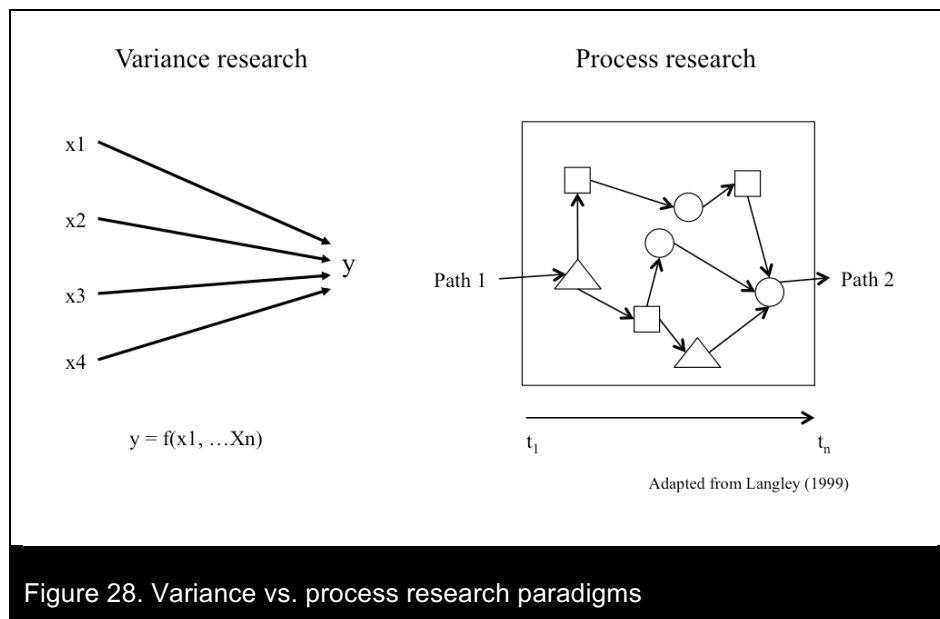 Variance research
x1
x2
x3
x4
y
y = f(x1, …Xn)
Process research
Path 1
Path 2
t1
tn
Adapted from Langley (1999)
Figure 28. Variance vs. process research paradigms